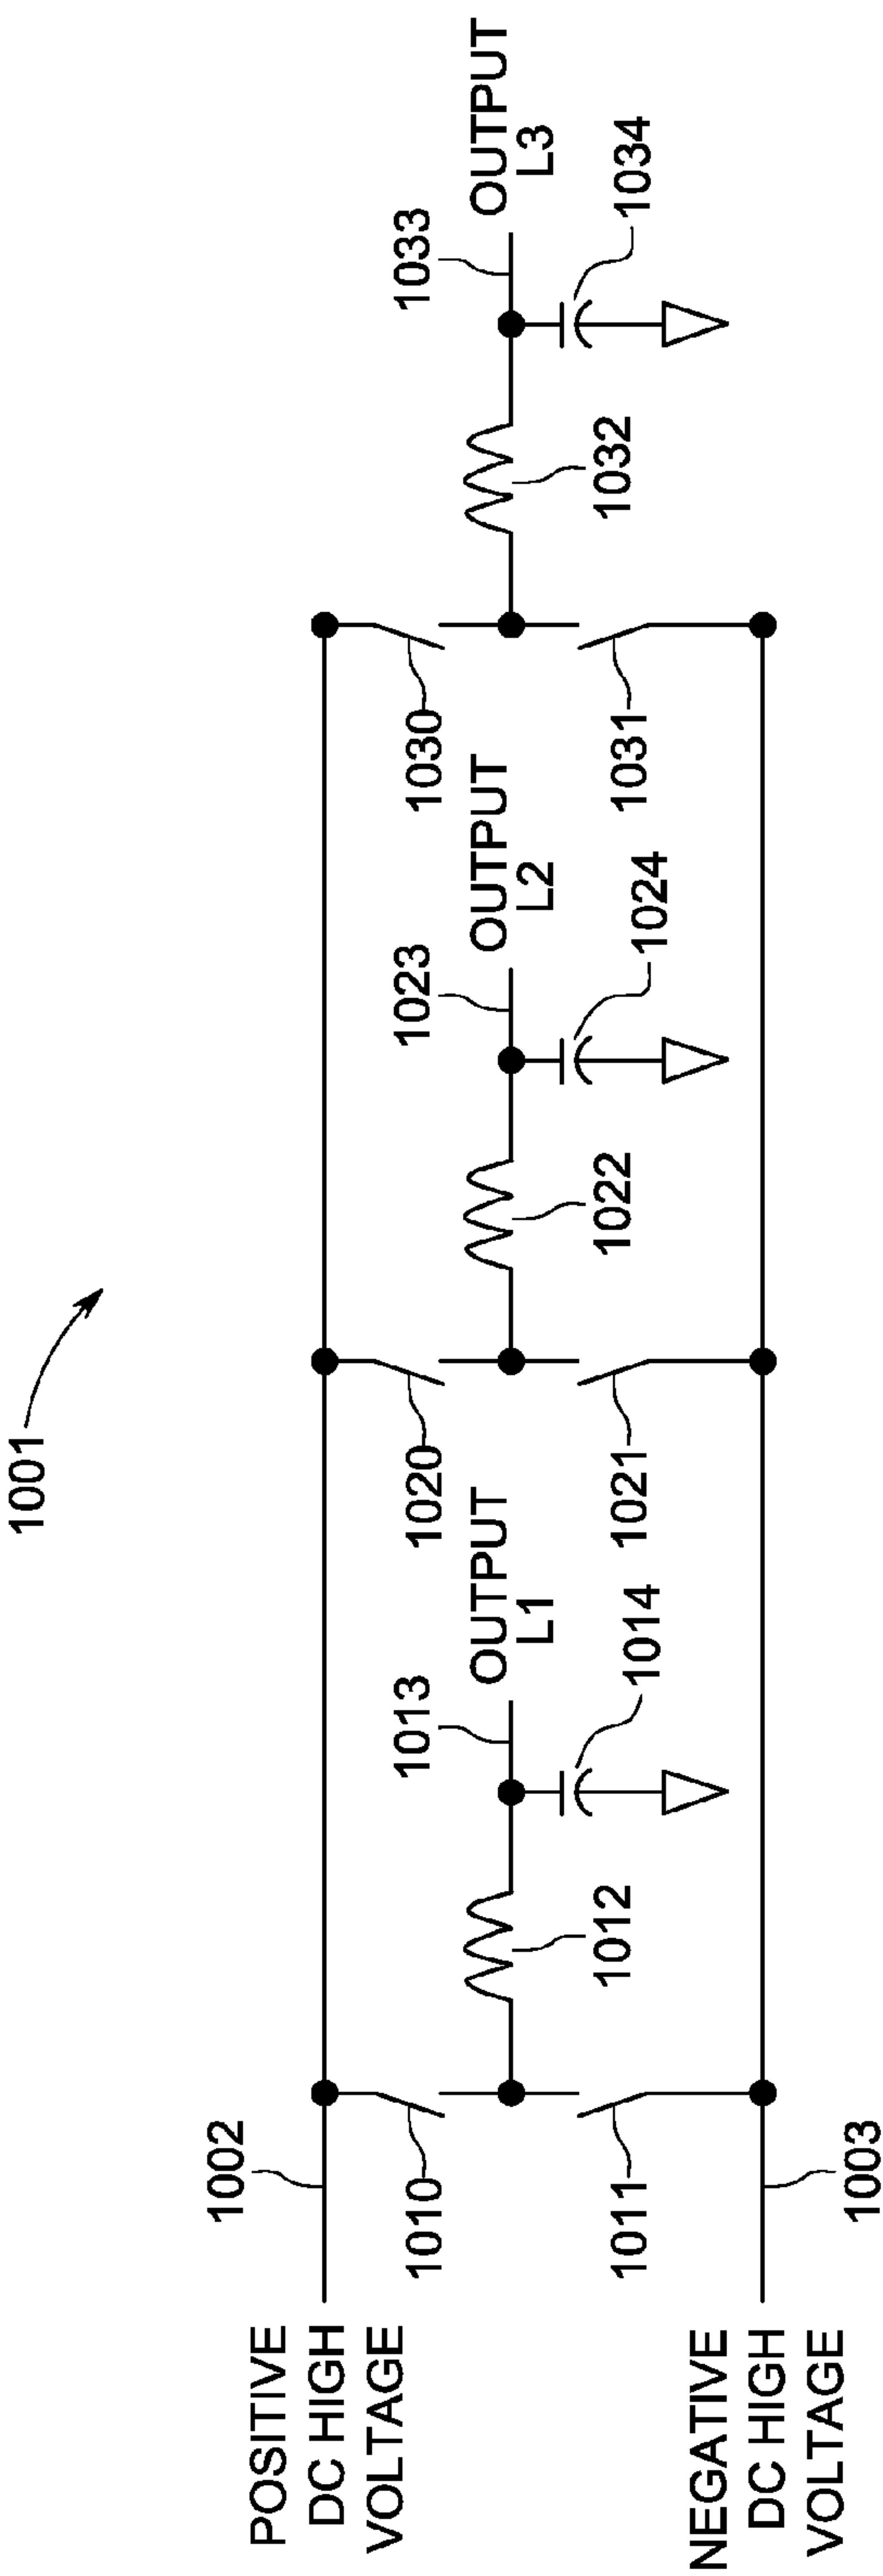 1001
POSITIVE
DC HIGH
VOLTAGE
1002
1010
1012
1013
OUTPUT
L1
1014
1011
1020
1022
1023
OUTPUT
L2
1024
1021
1030
1032
1033
OUTPUT
L3
1034
1031
NEGATIVE
DC HIGH
VOLTAGE
1003